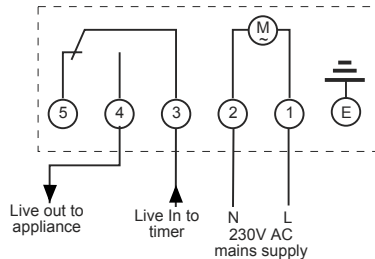 M
~
5 4 3 2 1 E
Live out to
appliance
Live In to
timer
N L
230V AC
mains supply